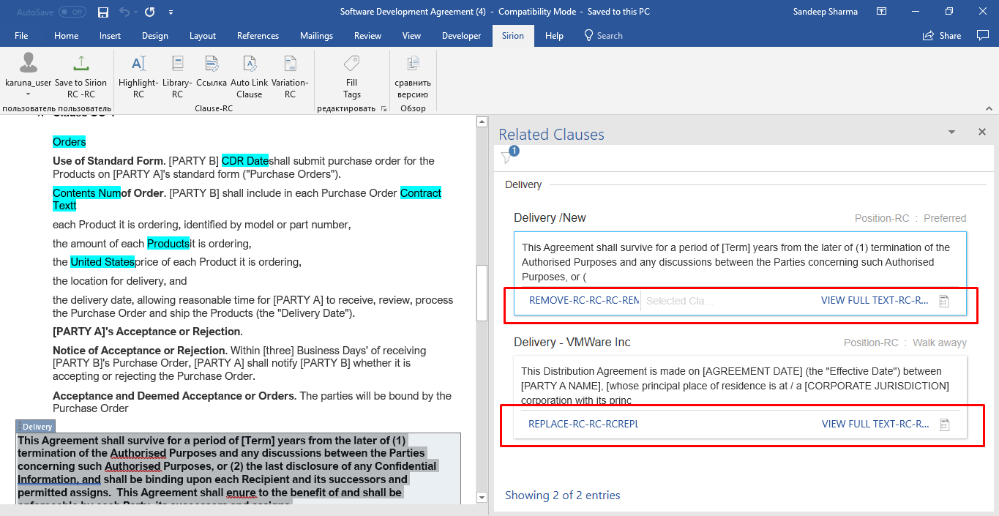 AutoSave Off
Software Development Agreement (4) - Compatibility Mode - Saved to this PC
Sandeep Sharma
File Home Insert Design Layout References Mailings Review View Developer Sirion Help Search Share
karuna_user Save to Sirion
RC -RC
пользователь пользователь
Highlight-
RC
Library-
RC
Ссылка
Auto Link
Clause
Variation-
RC
Clause-RC
Fill
Tags
редактировать
сравнить
версию
Обзор
Orders
Use of Standard Form. [PARTY B] CDR Dateshall submit purchase order for the
Products on [PARTY A]'s standard form ("Purchase Orders").
Contents Numof Order. [PARTY B] shall include in each Purchase Order Contract
Textt
each Product it is ordering, identified by model or part number,
the amount of each Productsit is ordering,
the United Statesprice of each Product it is ordering,
the location for delivery, and
the delivery date, allowing reasonable time for [PARTY A] to receive, review, process
the Purchase Order and ship the Products (the "Delivery Date").
[PARTY A]'s Acceptance or Rejection.
Notice of Acceptance or Rejection. Within [three] Business Days' of receiving
[PARTY B]'s Purchase Order, [PARTY A] shall notify [PARTY B] whether it is
accepting or rejecting the Purchase Order.
Acceptance and Deemed Acceptance or Orders. The parties will be bound by the
Purchase Order
Delivery
This Agreement shall survive for a period of [Term] years from the later of (1)
termination of the Authorised Purposes and any discussions between the Parties
concerning such Authorised Purposes, or (2) the last disclosure of any Confidential
Information, and shall be binding upon each Recipient and its successors and
permitted assigns. This Agreement shall enure to the benefit of and shall be
Related Clauses
1
Delivery
Delivery /New
Position-RC : Preferred
This Agreement shall survive for a period of [Term] years from the later of (1) termination of the
Authorised Purposes and any discussions between the Parties concerning such Authorised
Purposes, or (
REMOVE-RC-RC-RC-REM Selected Cla... VIEW FULL TEXT-RC-R...
Delivery - VMWare Inc
Position-RC : Walk awayy
This Distribution Agreement is made on [AGREEMENT DATE] (the "Effective Date") between
[PARTY A NAME], [whose principal place of residence is at / a [CORPORATE JURISDICTION]
corporation with its princ
REPLACE-RC-RC-RCREPL VIEW FULL TEXT-RC-R...
Showing 2 of 2 entries